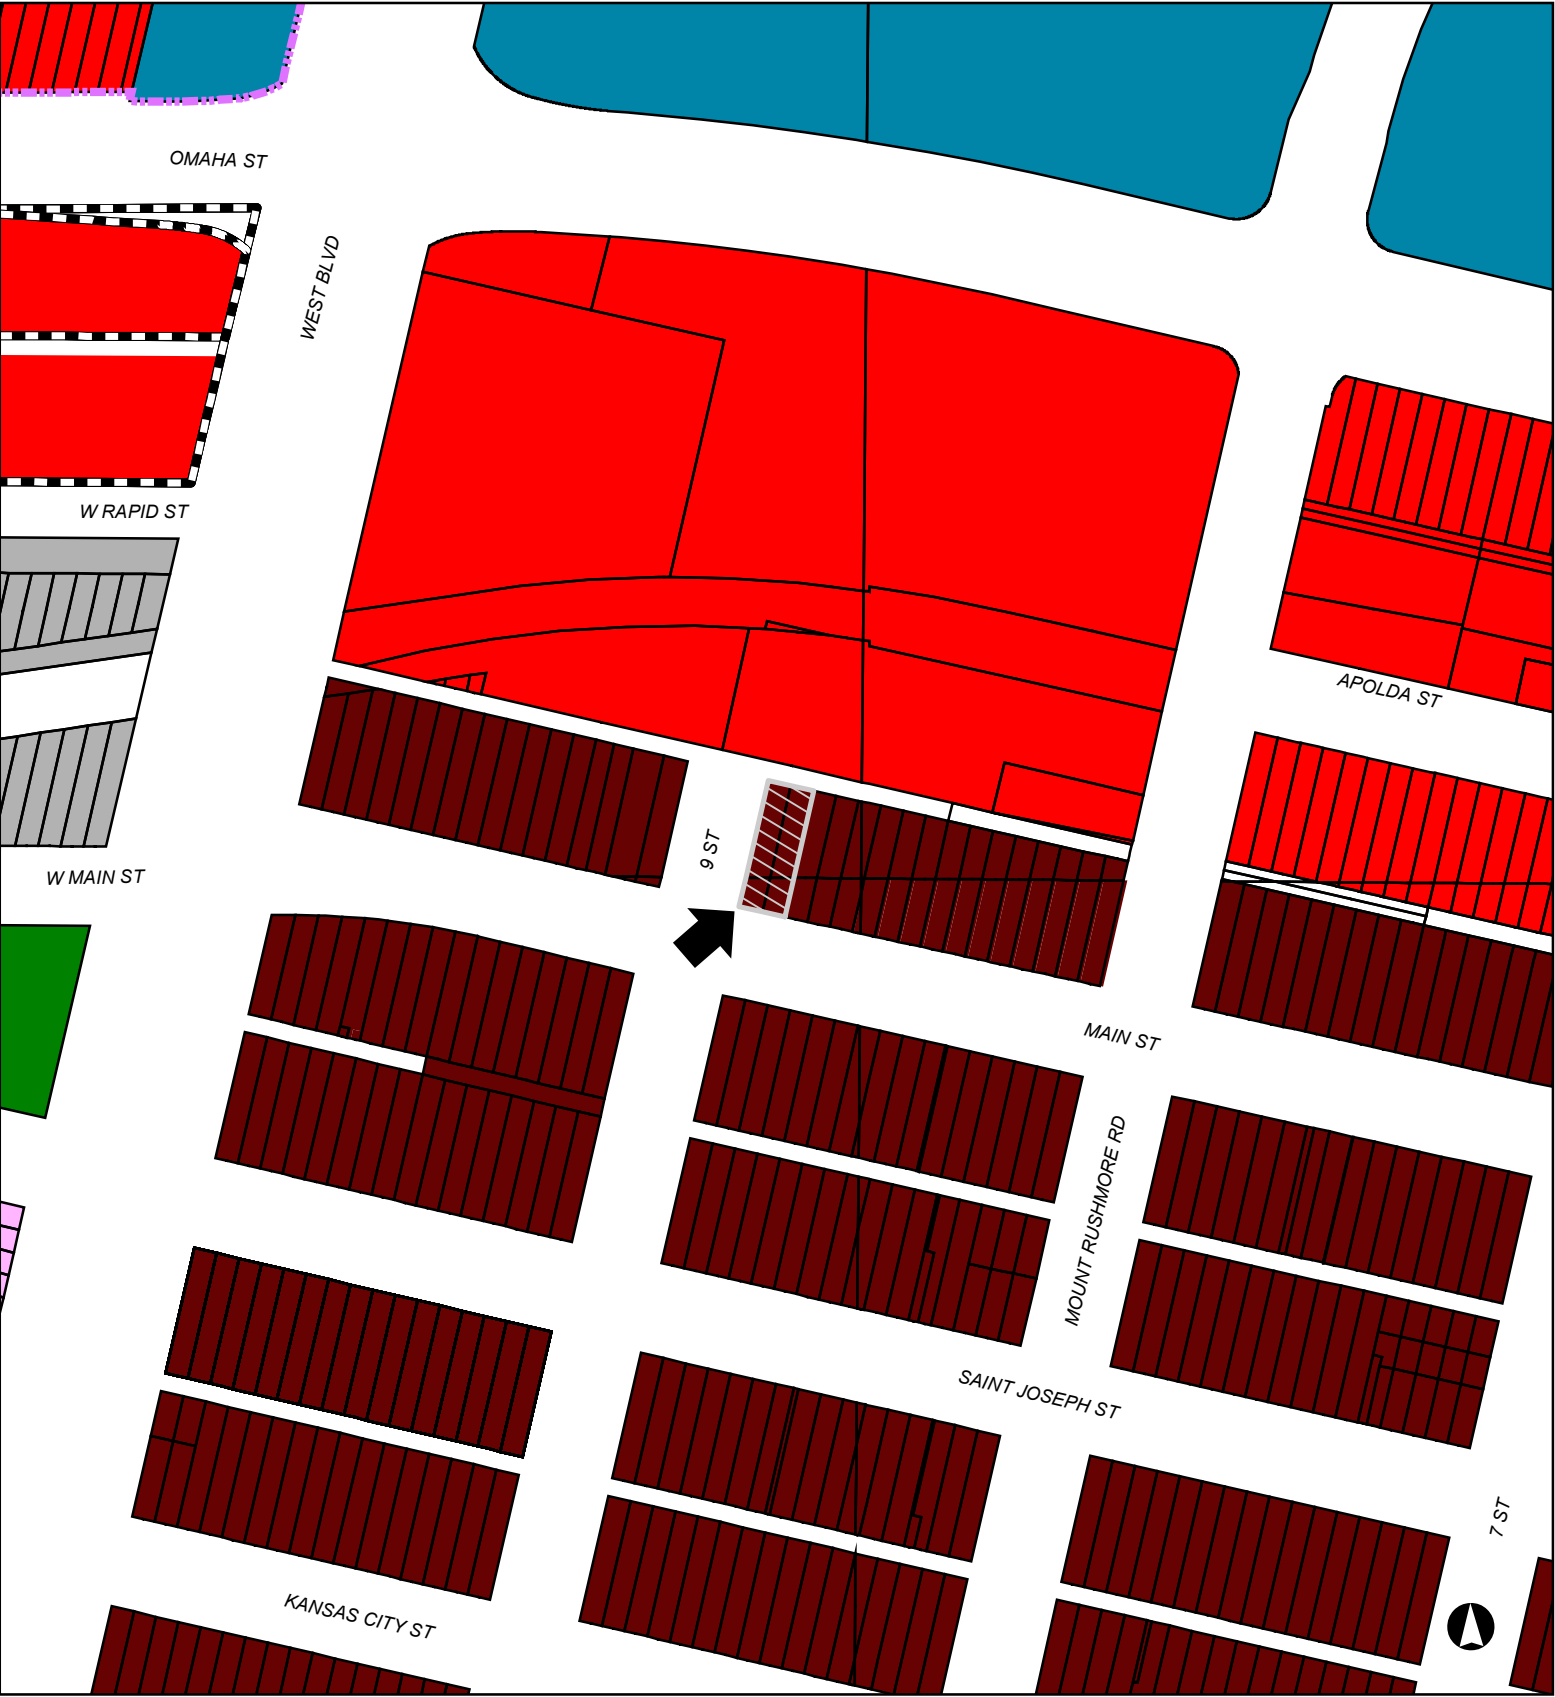 OMAHA ST
WEST BLVD
W RAPID ST
APOLDA ST
9 ST
W MAIN ST
MAIN ST
MOUNT RUSHMORE RD
SAINT JOSEPH ST
7 ST
KANSAS CITY ST